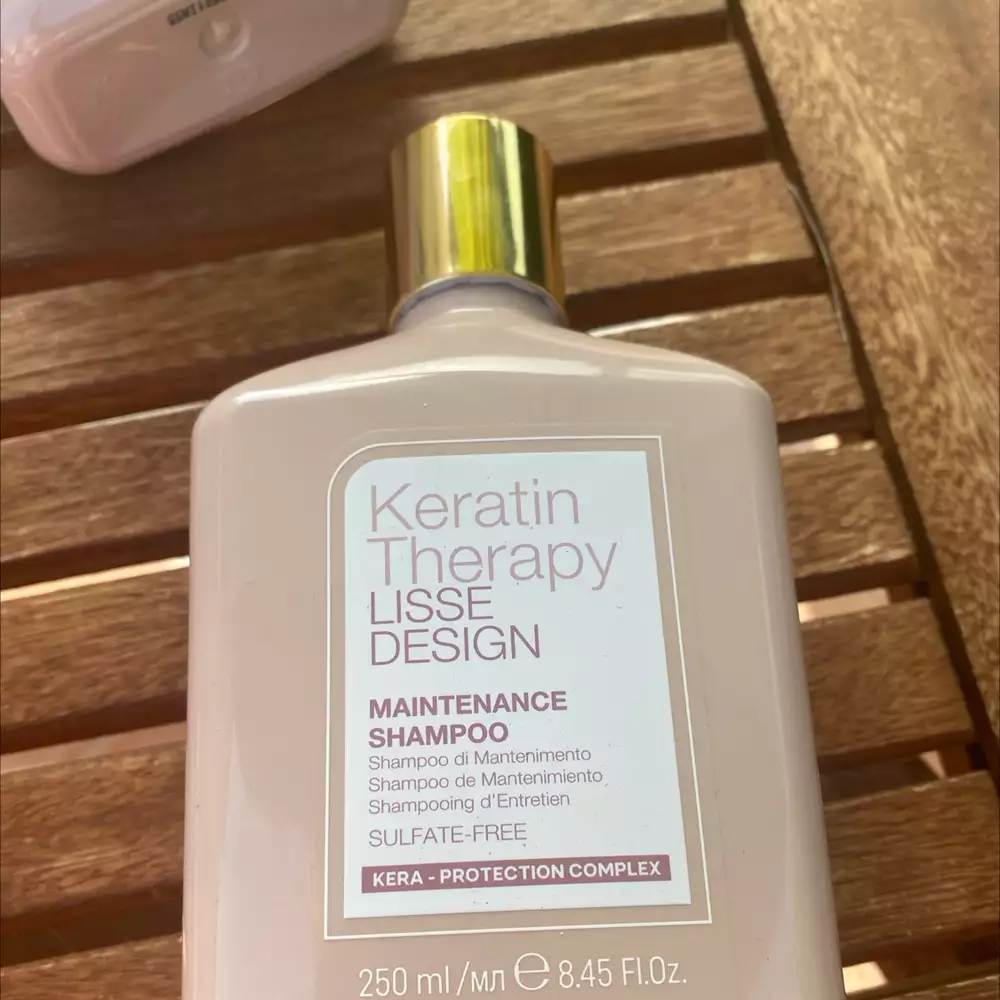 Keratin
Therapy
LISSE
DESIGN
MAINTENANCE
SHAMPOO
Shampoo di Mantenimento
Shampoo de Mantenimiento
Shampooing d'Entretien
SULFATE-FREE
KERA - PROTECTION COMPLEX
250 ml /мл ℮ 8.45 Fl.Oz.